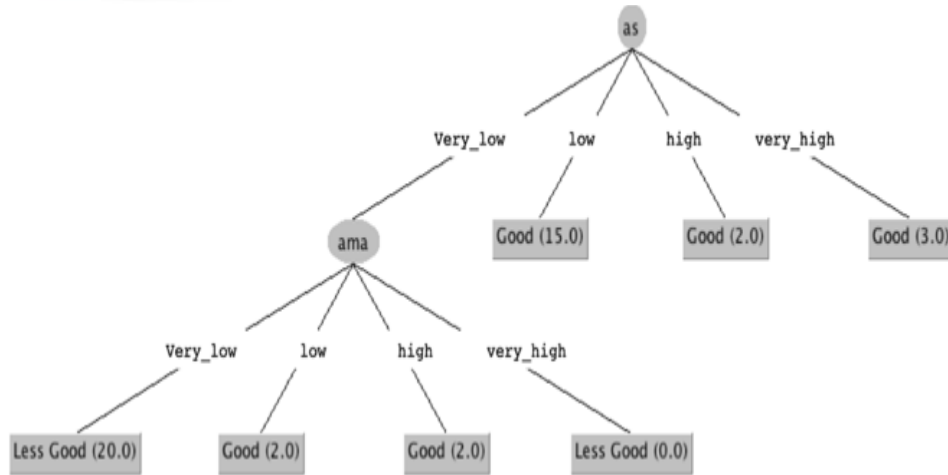 as
Very_low low high very_high
ama Good (15.0) Good (2.0) Good (3.0)
Very_low low high very_high
Less Good (20.0) Good (2.0) Good (2.0) Less Good (0.0)